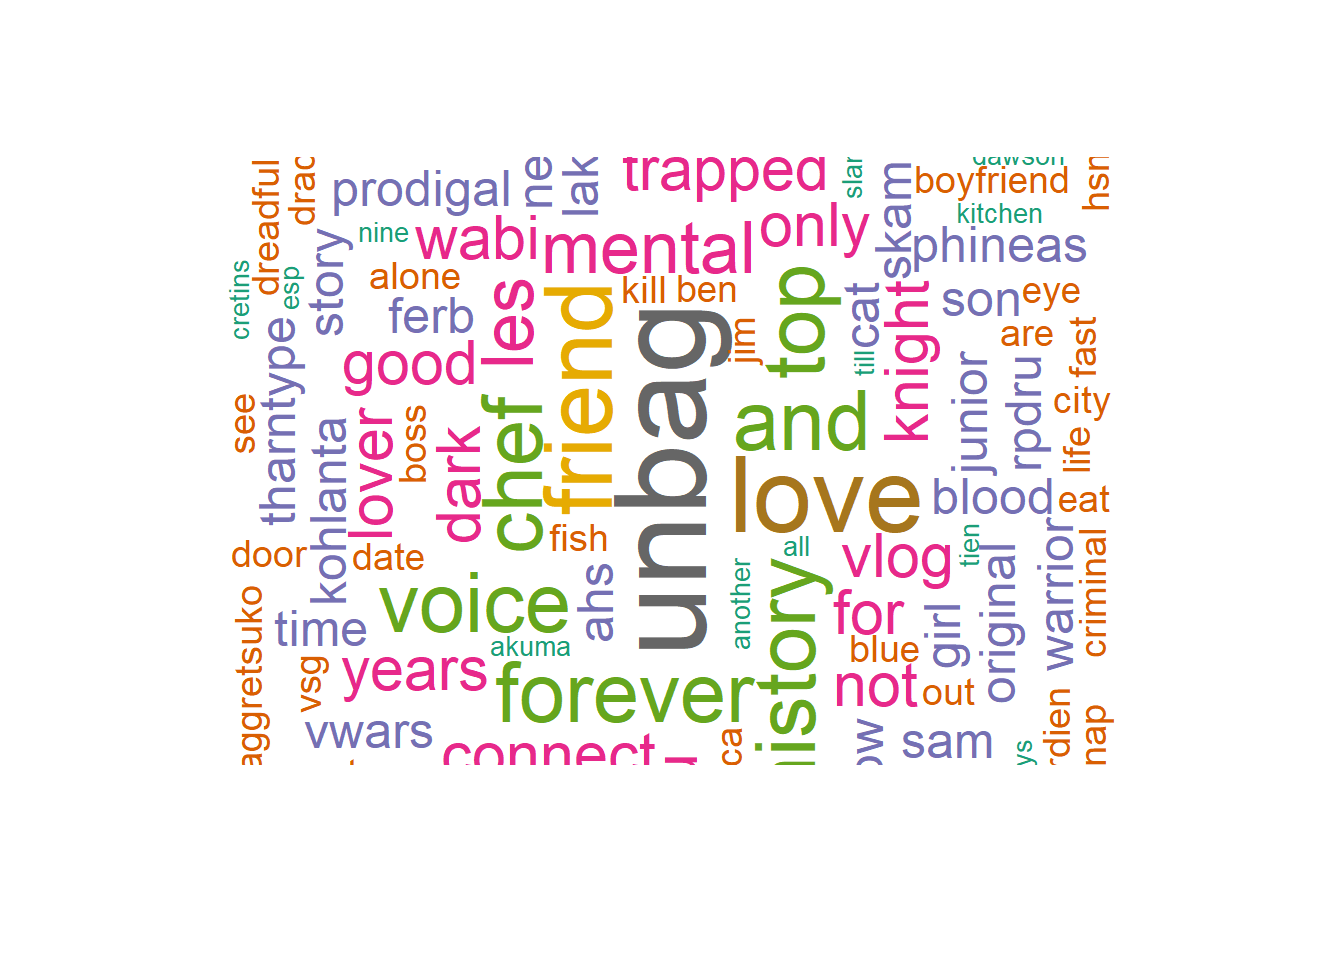 dawson
trapped
prodigal
ne
lak
slar
skam
boyfriend
hsn
dreadful
drac
nine
wabi
mental
only
kitchen
phineas
cretins
esp
story
alone
ferb
les
friend
kill
ben
top
cat
knight
son
eye
jim
till
are
fast
good
unbag
tharntype
see
kohlanta
lover
boss
dark
chef
and
love
junior
rpdru
city
life
blood
eat
door
date
fish
ahs
another
all
vlog
tien
original
warrior
criminal
voice
time
akuma
history
for
girl
blue
aggretsuko
vsg
years
forever
not
out
vwars
connect
ca
ow
sam
ys
rdien
nap